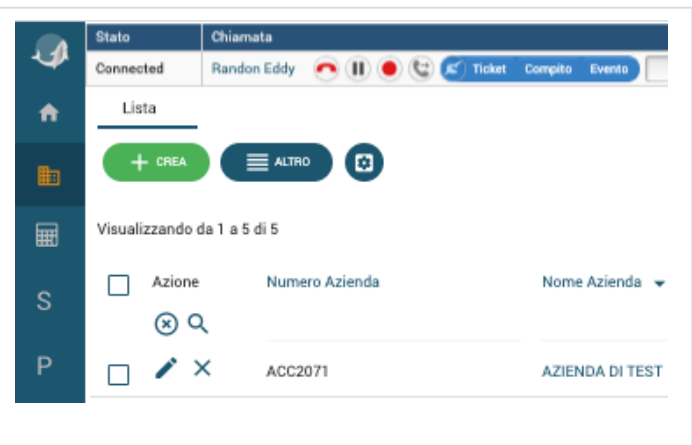 Stato Chiamata
Connected Randon Eddy Ticket Compito Evento
Lista
+ CREA ALTRO
Visualizzando da 1 a 5 di 5
Azione Numero Azienda Nome Azienda
S
P
ACC2071 AZIENDA DI TEST